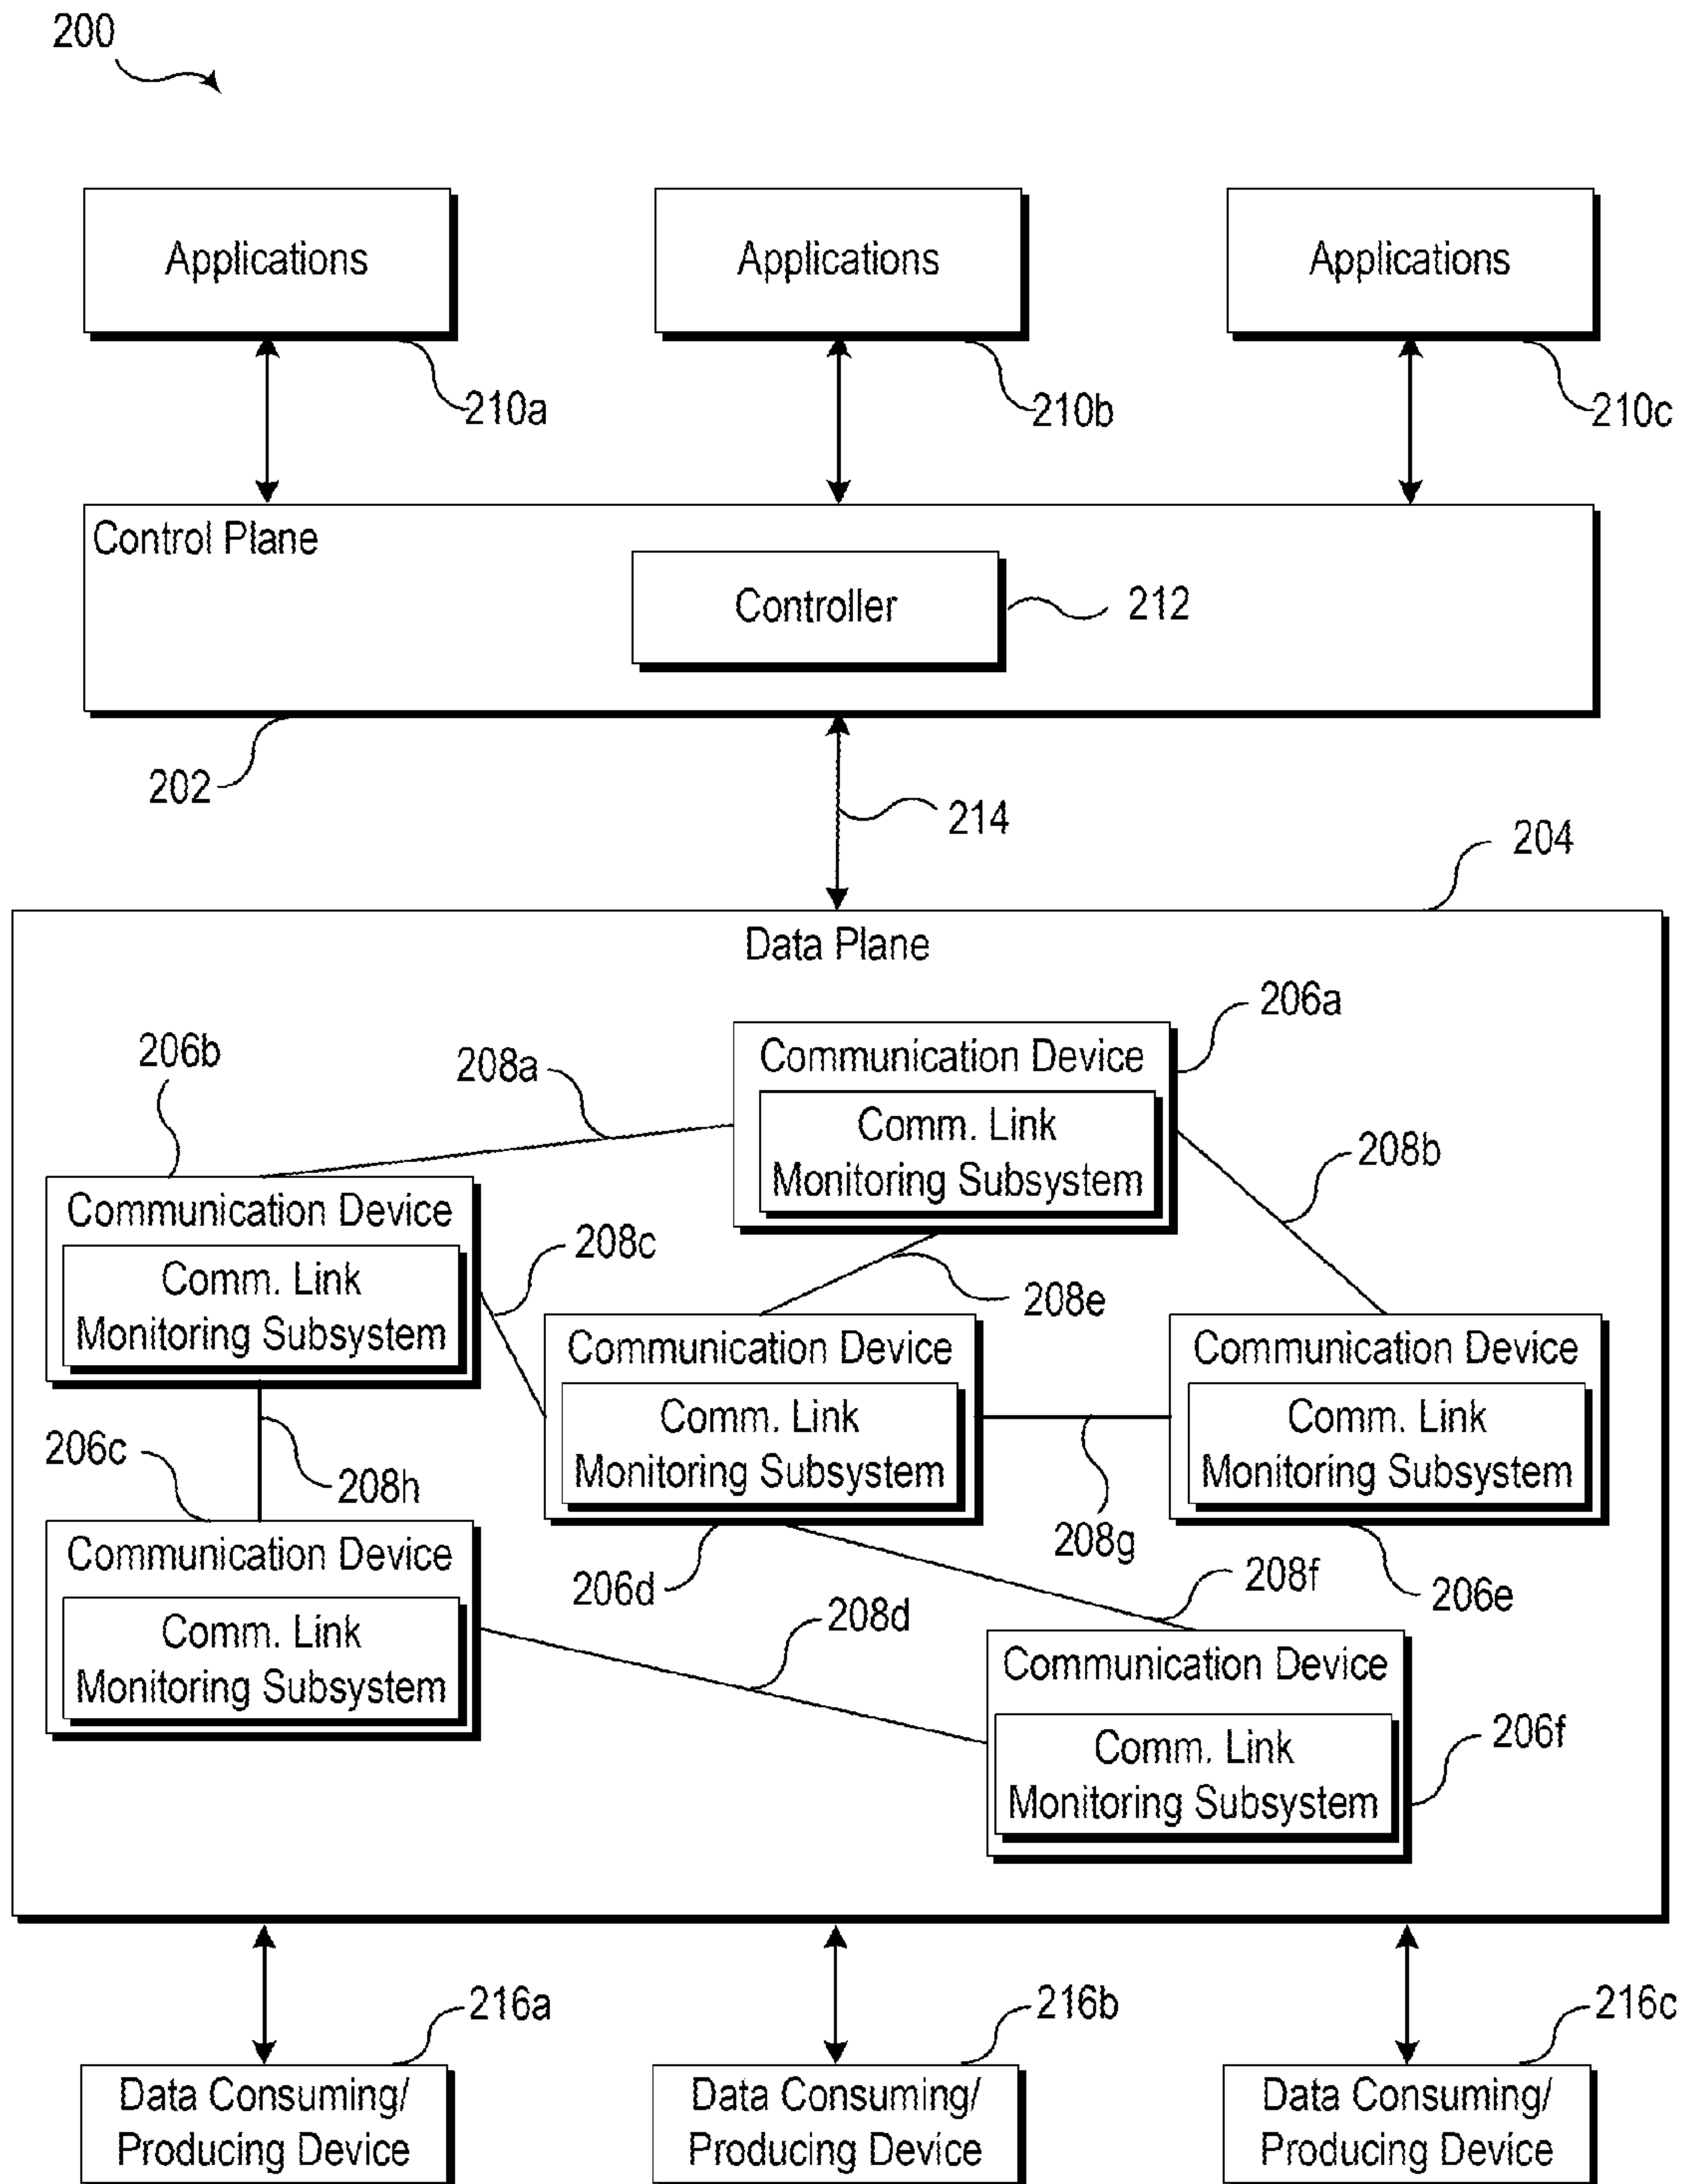 200
Applications
Applications
Applications
210a
210b
210c
Control Plane
Controller
212
202
214
204
Data Plane
206a
206b
208a
Communication Device
Comm. Link
Monitoring Subsystem
208b
Communication Device
Comm. Link
Monitoring Subsystem
208c
208e
Communication Device
Comm. Link
Monitoring Subsystem
Communication Device
Comm. Link
Monitoring Subsystem
206c
208h
208g
Communication Device
Comm. Link
Monitoring Subsystem
206d
208f
206e
208d
Communication Device
Comm. Link
Monitoring Subsystem
206f
216a
216b
216c
Data Consuming/
Producing Device
Data Consuming/
Producing Device
Data Consuming/
Producing Device